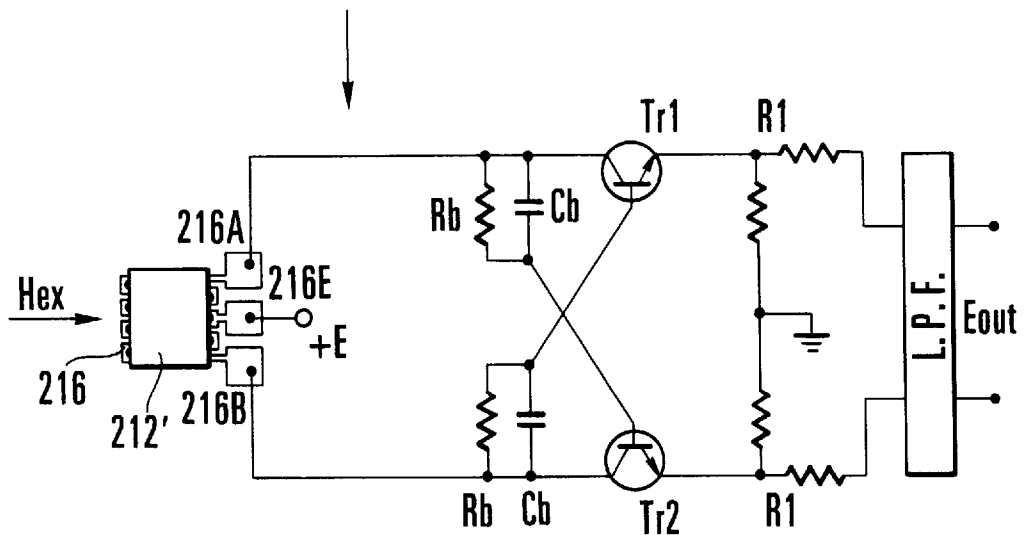 Tr1
R1
Rb
Cb
216A
216E
Hex
+E
L.P.F.
Eout
216
216B
212'
Rb
Cb
Tr2
R1